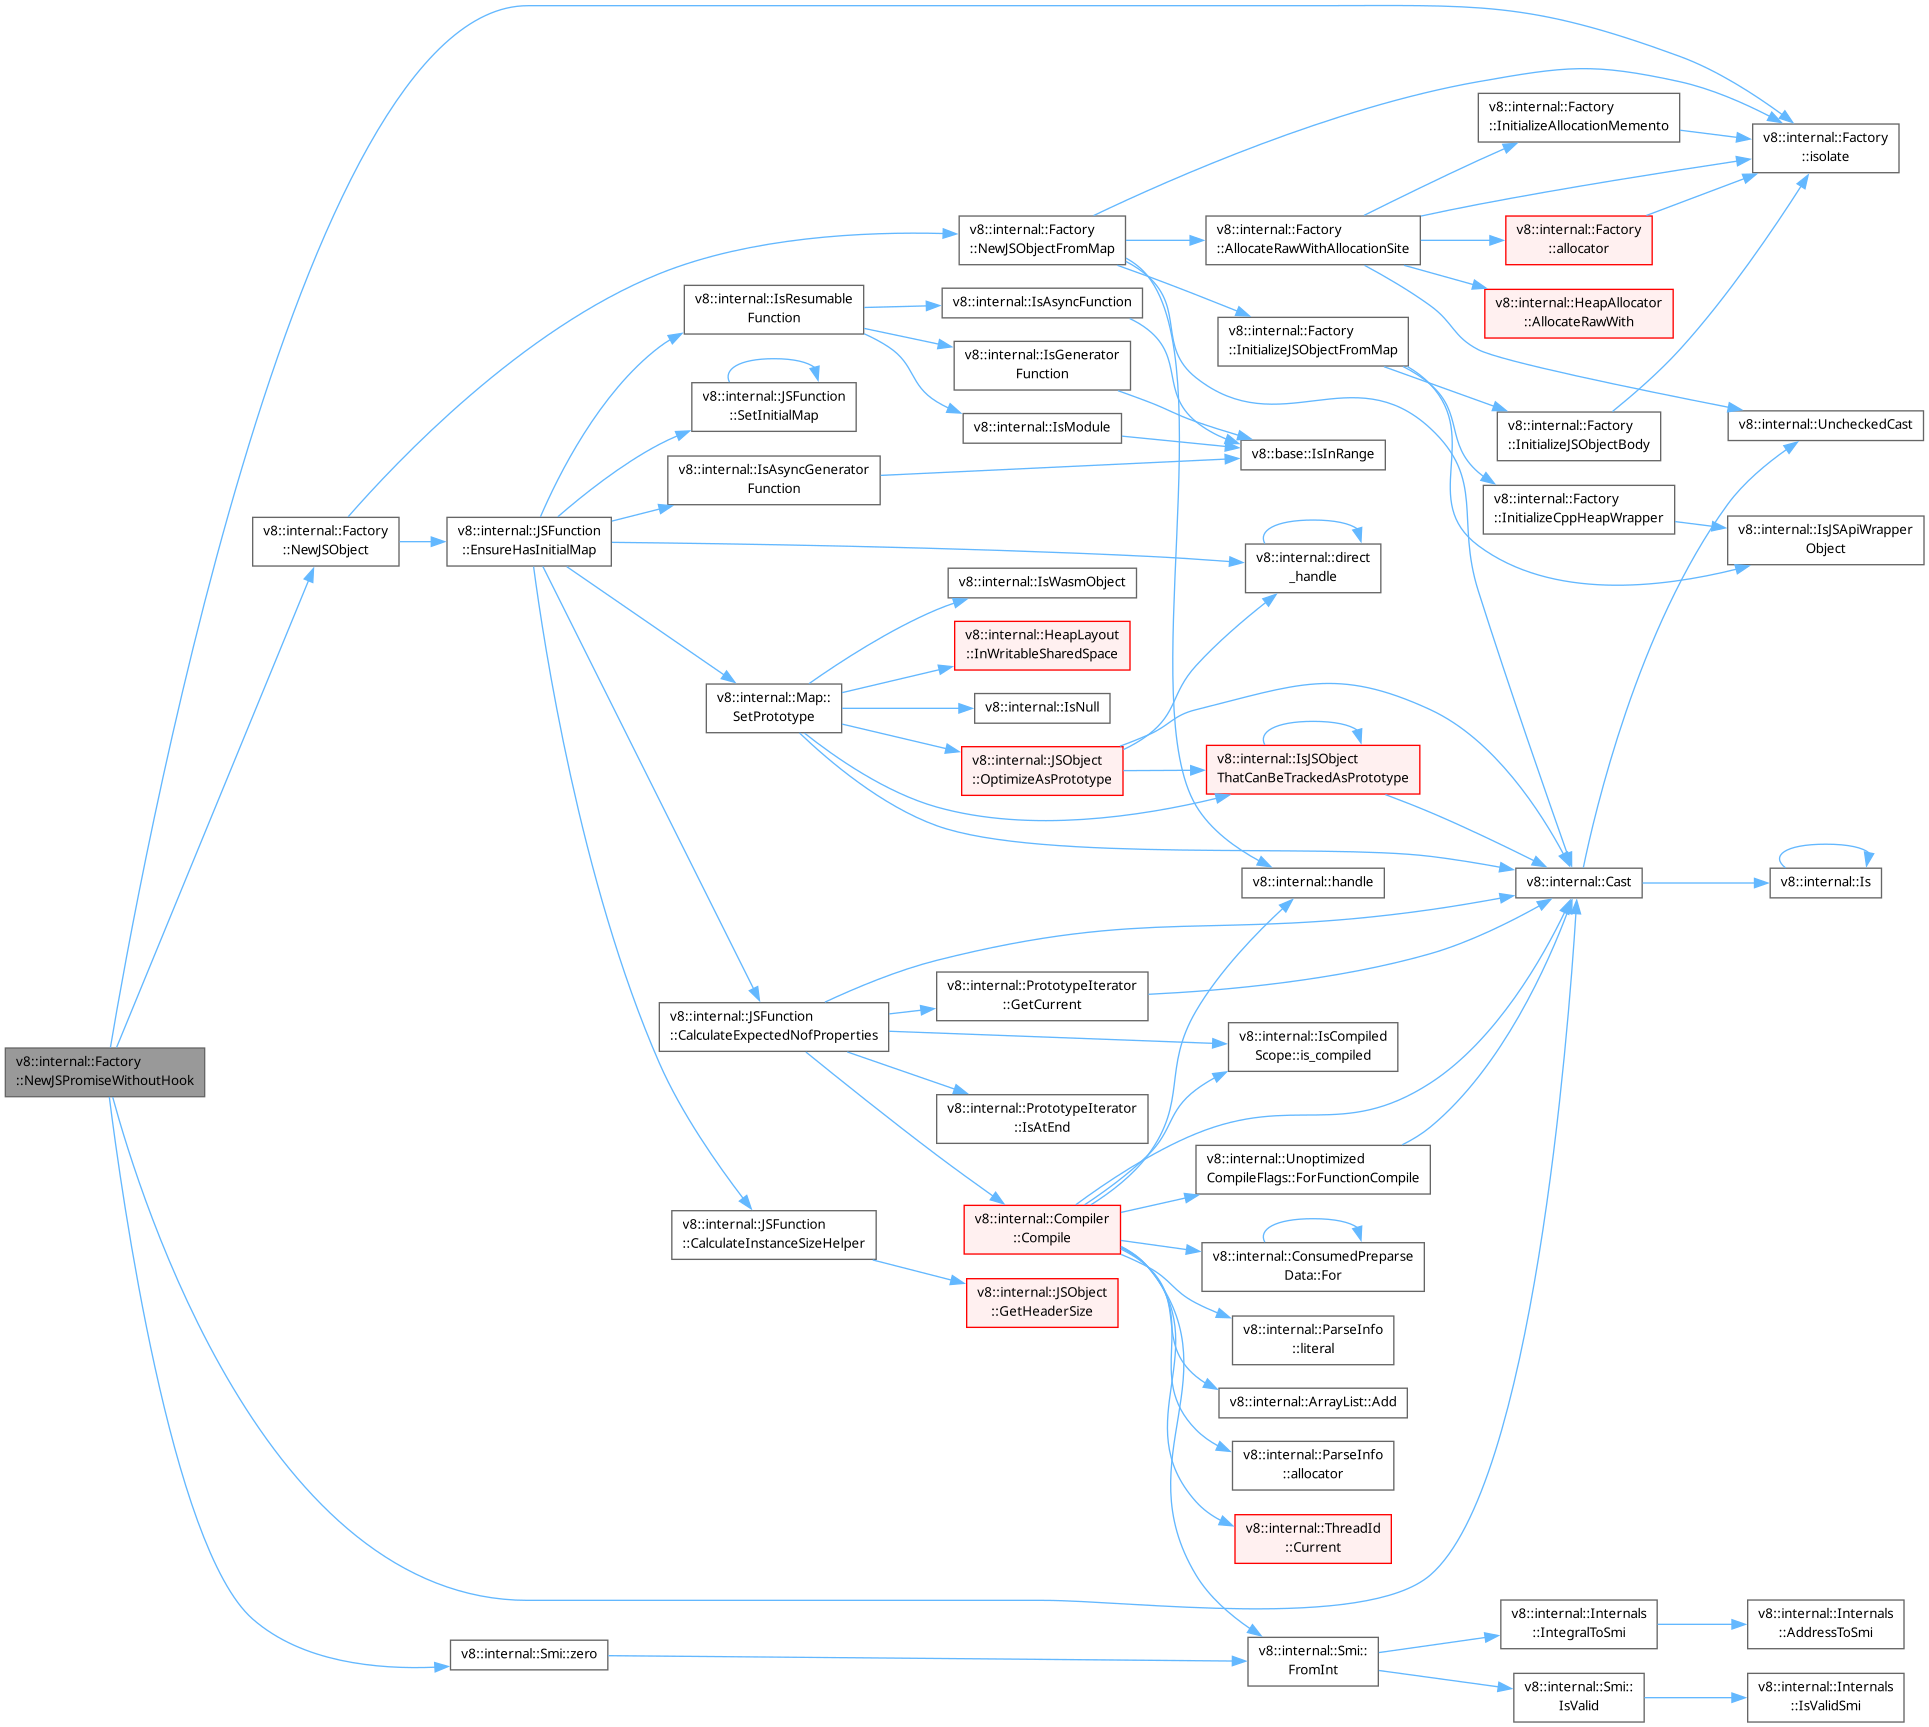 v8::internal::Factory
::NewJSPromiseWithoutHook
v8::internal::Factory
::NewJSObject
v8::internal::JSFunction
::EnsureHasInitialMap
v8::internal::IsResumable
Function
v8::internal::JSFunction
::SetInitialMap
v8::internal::IsAsyncGenerator
Function
v8::internal::Map::
SetPrototype
v8::internal::JSFunction
::CalculateExpectedNofProperties
v8::internal::JSFunction
::CalculateInstanceSizeHelper
v8::internal::Smi::zero
v8::internal::Factory
::NewJSObjectFromMap
v8::internal::IsAsyncFunction
v8::internal::IsGenerator
Function
v8::internal::IsModule
v8::internal::IsWasmObject
v8::internal::HeapLayout
::InWritableSharedSpace
v8::internal::IsNull
v8::internal::JSObject
::OptimizeAsPrototype
v8::internal::PrototypeIterator
::GetCurrent
v8::internal::PrototypeIterator
::IsAtEnd
v8::internal::Compiler
::Compile
v8::internal::JSObject
::GetHeaderSize
v8::internal::Factory
::AllocateRawWithAllocationSite
v8::internal::Factory
::InitializeJSObjectFromMap
v8::base::IsInRange
v8::internal::direct
_handle
v8::internal::IsJSObject
ThatCanBeTrackedAsPrototype
v8::internal::handle
v8::internal::IsCompiled
Scope::is_compiled
v8::internal::Unoptimized
CompileFlags::ForFunctionCompile
v8::internal::ConsumedPreparse
Data::For
v8::internal::ParseInfo
::literal
v8::internal::ArrayList::Add
v8::internal::ParseInfo
::allocator
v8::internal::ThreadId
::Current
v8::internal::Smi::
FromInt
v8::internal::Factory
::InitializeAllocationMemento
v8::internal::Factory
::allocator
v8::internal::HeapAllocator
::AllocateRawWith
v8::internal::Factory
::InitializeJSObjectBody
v8::internal::Factory
::InitializeCppHeapWrapper
v8::internal::Cast
v8::internal::Internals
::IntegralToSmi
v8::internal::Smi::
IsValid
v8::internal::Factory
::isolate
v8::internal::UncheckedCast
v8::internal::IsJSApiWrapper
Object
v8::internal::Is
v8::internal::Internals
::AddressToSmi
v8::internal::Internals
::IsValidSmi